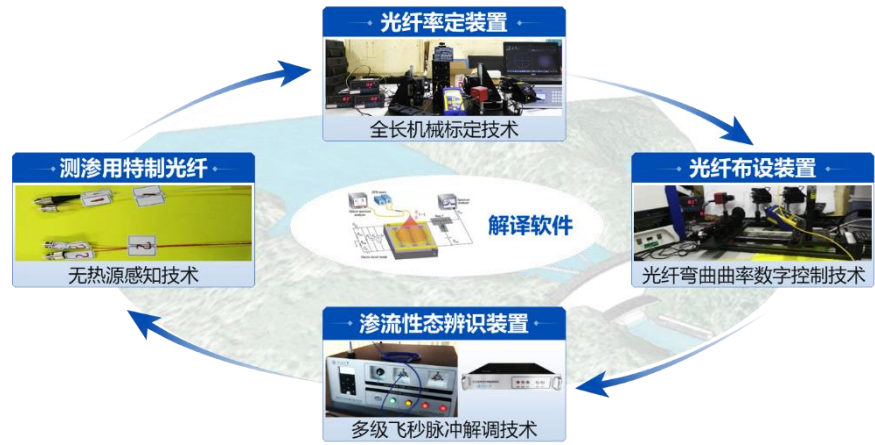 光纤率定装置
全长机械标定技术
测渗用特制光纤
无热源感知技术
光纤布设装置
光纤弯曲曲率数字控制技术
解译软件
渗流性态辨识装置
多级飞秒脉冲解调技术